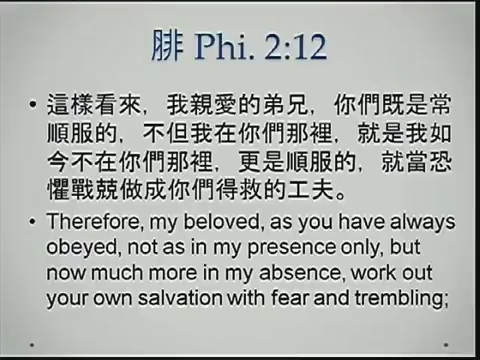 腓 Phi. 2:12
• 這樣看來，我親愛的弟兄，你們既是常
順服的，不但我在你們那裡，就是我如
今不在你們那裡，更是順服的，就當恐
懼戰兢做成你們得救的工夫。
• Therefore, my beloved, as you have always
obeyed, not as in my presence only, but
now much more in my absence, work out
your own salvation with fear and trembling;